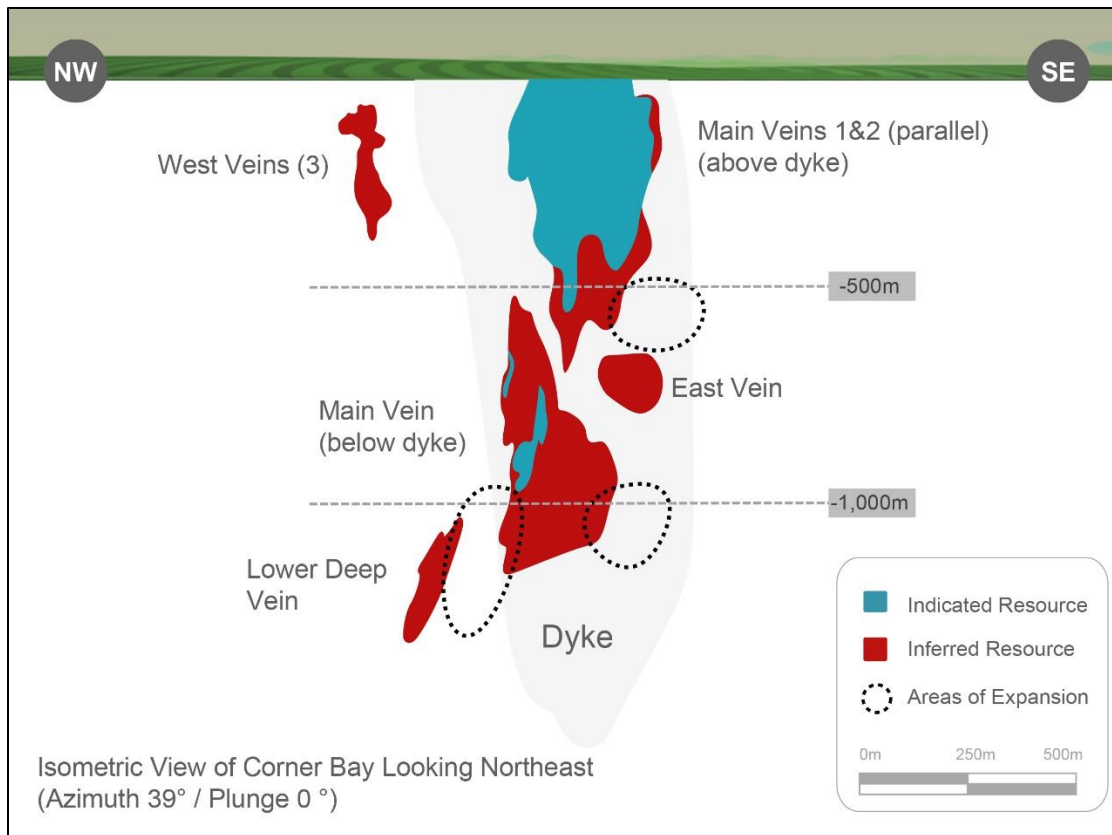 NW
SE
West Veins (3)
Main Veins 1&2 (parallel)
(above dyke)
-500m
East Vein
Main Vein
(below dyke)
-1,000m
Lower Deep
Vein
Dyke
Indicated Resource
Inferred Resource
Areas of Expansion
0m 250m 500m
Isometric View of Corner Bay Looking Northeast
(Azimuth 39° / Plunge 0 °)